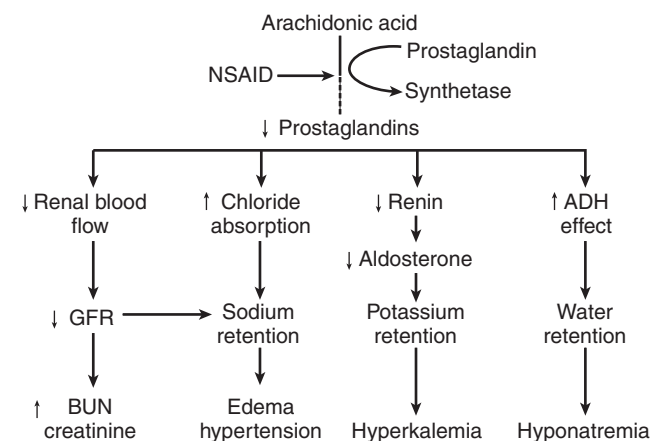 Arachidonic acid
Prostaglandin
NSAID
Synthetase
↓ Prostaglandins
↓ Renal blood
flow
↑ Chloride
absorption
↓ Renin
↑ ADH
effect
↓ Aldosterone
↓ GFR
Sodium
retention
Potassium
retention
Water
retention
↑ BUN
creatinine
Edema
hypertension
Hyperkalemia
Hyponatremia